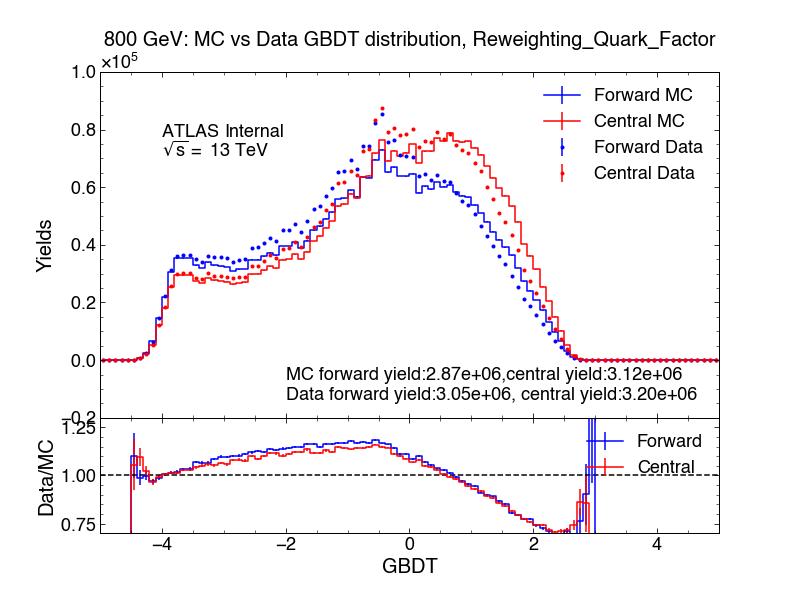 800 GeV: MC vs Data GBDT distribution, Reweighting_Quark_Factor
×10⁵
1.0
0.8
0.6
0.4
0.2
0.0
−0.2
Yields
ATLAS Internal
√s = 13 TeV
Forward MC
Central MC
Forward Data
Central Data
MC forward yield:2.87e+06,central yield:3.12e+06
Data forward yield:3.05e+06, central yield:3.20e+06
1.25
1.00
0.75
Data/MC
Forward
Central
−4 −2 0 2 4
GBDT